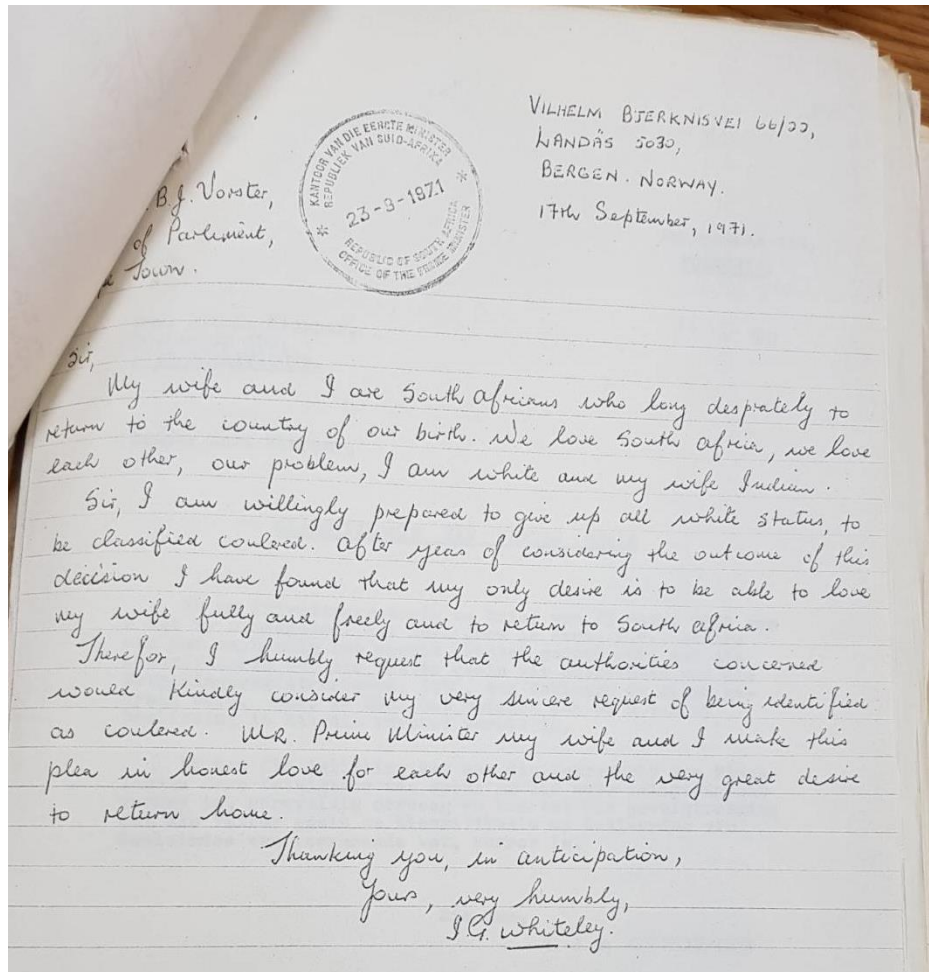 VILHELM BJERKNISVEI 66/22,
LANDÅS 5030,
BERGEN. NORWAY.
17th September, 1971.
KANTOOR VAN DIE EERSTE MINISTER
REPUBLIEK VAN SUID-AFRIKA
23-9-1971
REPUBLIC OF SOUTH AFRICA
OFFICE OF THE PRIME MINISTER
B.J. Vorster,
of Parliment,
Town.
Sir,
My wife and I are South Africans who long desprately to
return to the country of our birth. We love South Africa, we love
each other, our problem, I am white and my wife Indian.
Sir, I am willingly prepared to give up all white status, to
be classified coulered. After years of considering the outcome of this
decision I have found that my only desire is to be able to love
my wife fully and freely and to return to South Africa.
Therefor, I humbly request that the authorities concerned
would kindly consider my very sincere request of being identified
as coulered. MR. Prime Minister my wife and I make this
plea in honest love for each other and the very great desire
to return home.
Thanking you, in anticipation,
Yours, very humbly,
I.G. Whiteley.